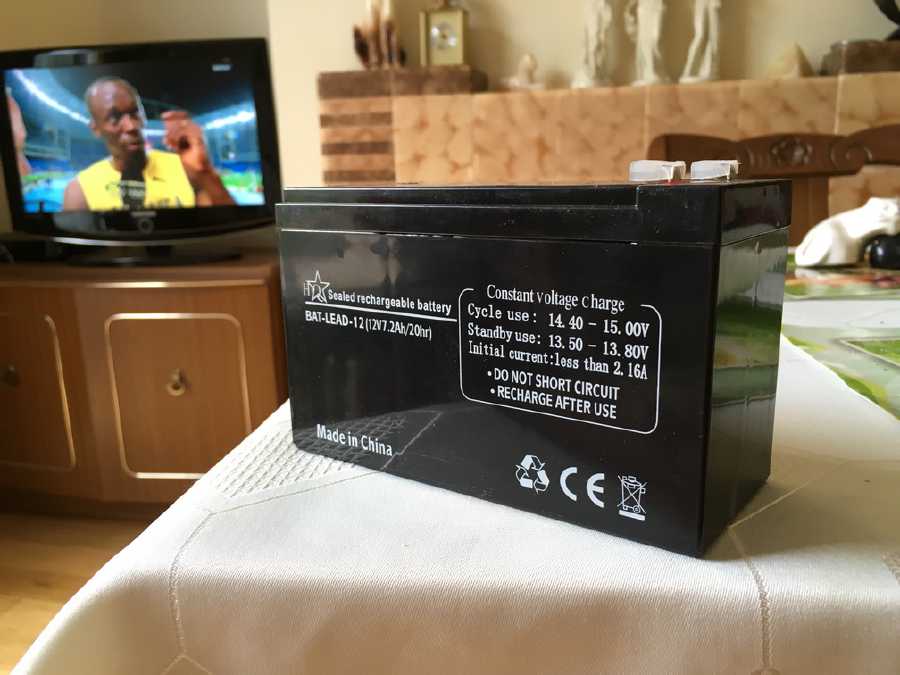 HQ
Sealed rechargeable battery
BAT-LEAD-12 (12V7.2Ah/20hr)
Constant voltage charge
Cycle use: 14.40 - 15.00V
Standby use: 13.50 - 13.80V
Initial current:less than 2.16A
• DO NOT SHORT CIRCUIT
• RECHARGE AFTER USE
Made in China
CE